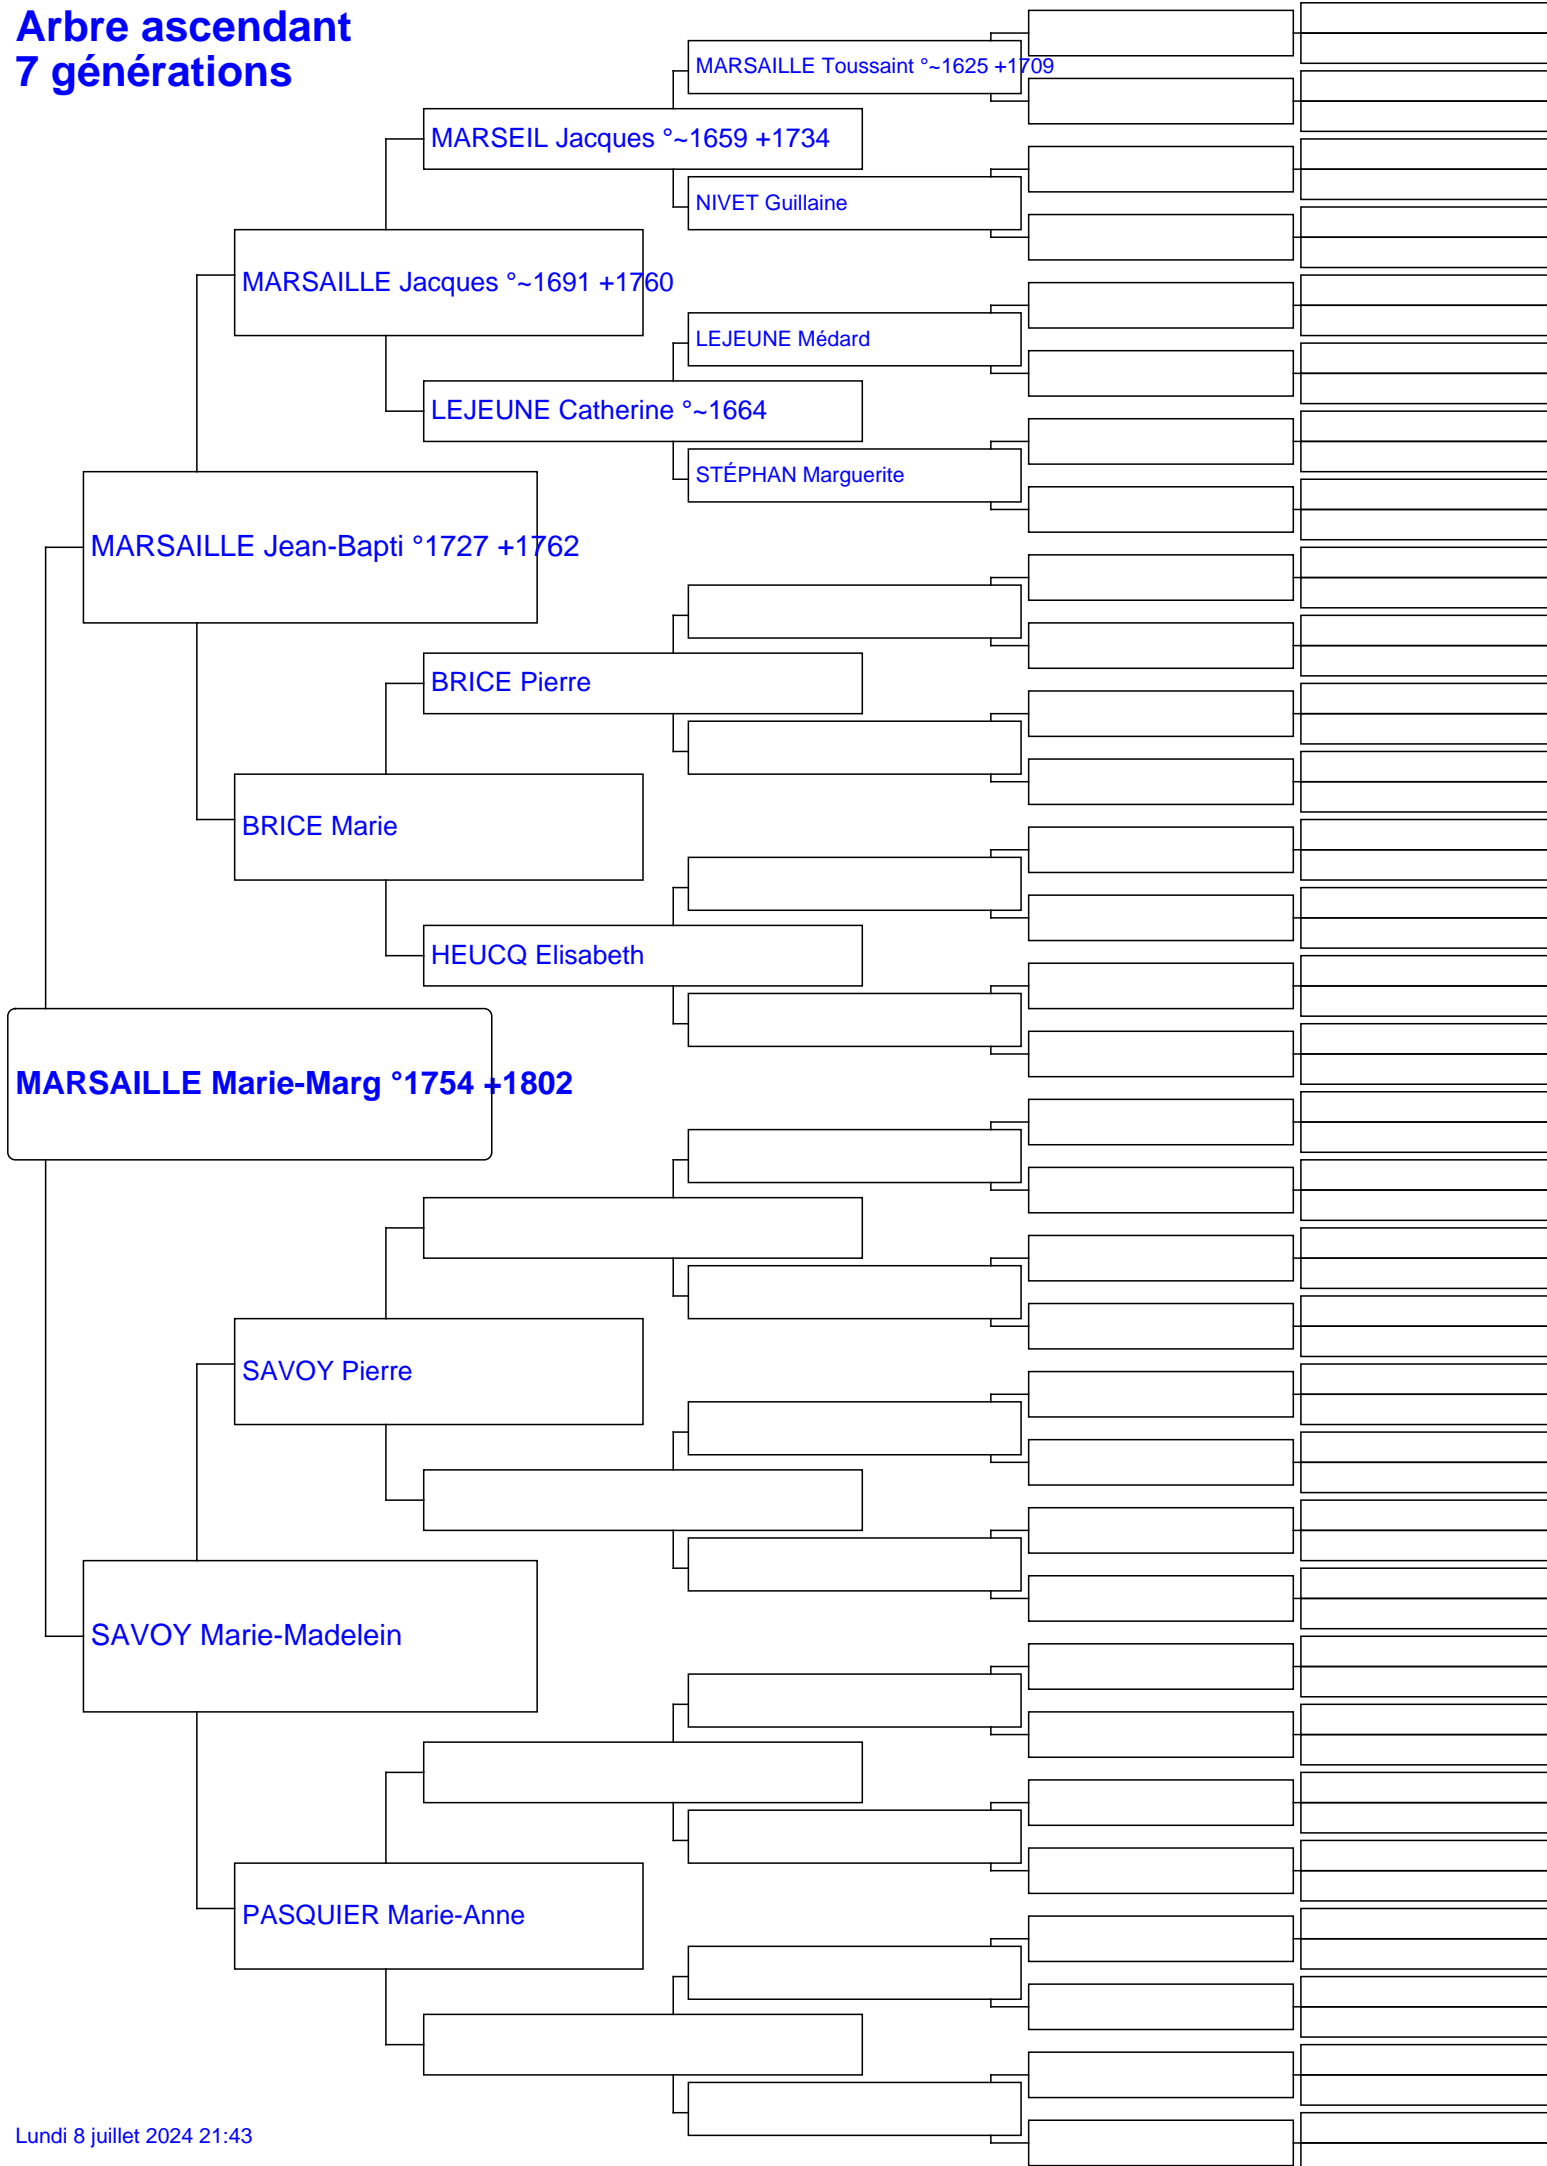 Arbre ascendant
7 générations
MARSAILLE Toussaint °~1625 +1709
MARSEIL Jacques °~1659 +1734
NIVET Guillaine
MARSAILLE Jacques °~1691 +1760
LEJEUNE Médard
LEJEUNE Catherine °~1664
STÉPHAN Marguerite
MARSAILLE Jean-Bapti °1727 +1762
BRICE Pierre
BRICE Marie
HEUCQ Elisabeth
MARSAILLE Marie-Marg °1754 +1802
SAVOY Pierre
SAVOY Marie-Madelein
PASQUIER Marie-Anne
Lundi 8 juillet 2024 21:43